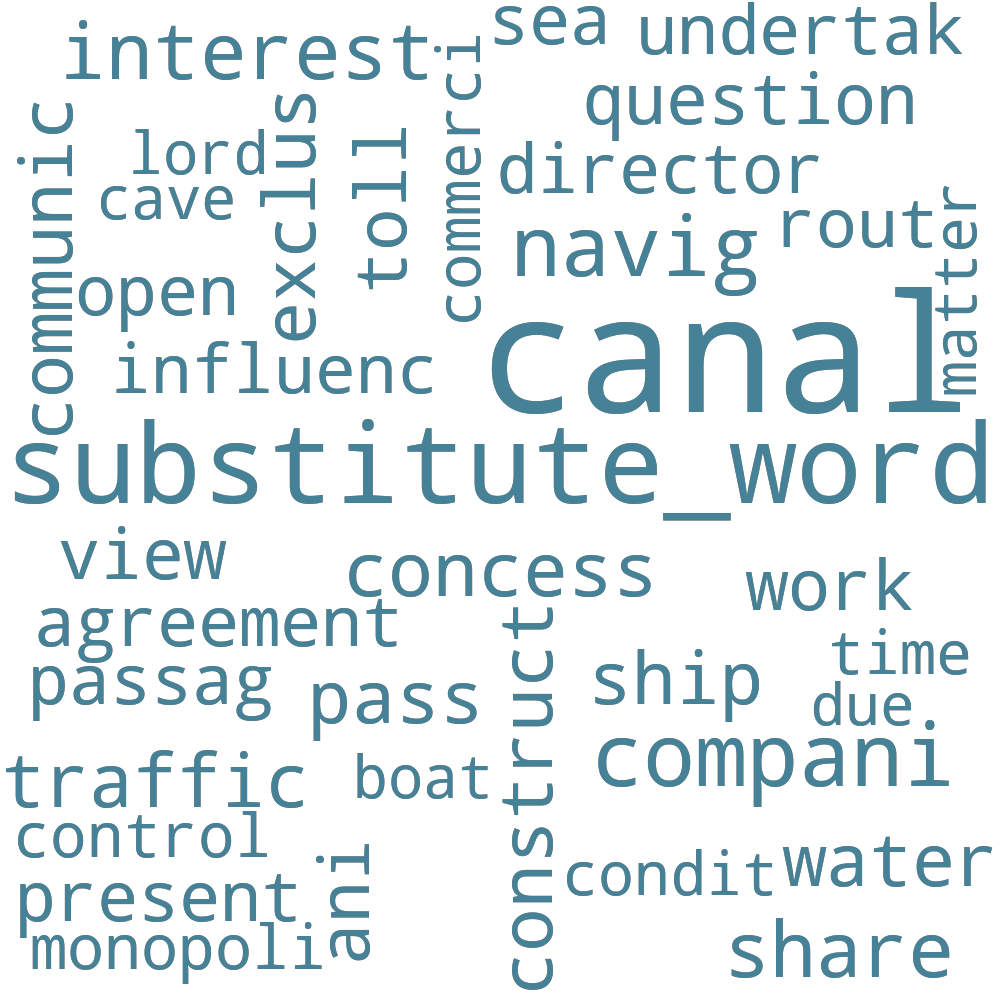 sea
undertak
interest
commerci
question
communic
exclus
lord
toll
director
cave
matter
navig
rout
open
canal
influenc
substitute_word
view
concess
work
agreement
construct
time
passag
ship
pass
due
compani
traffic
boat
control
ani
water
condit
present
monopoli
share